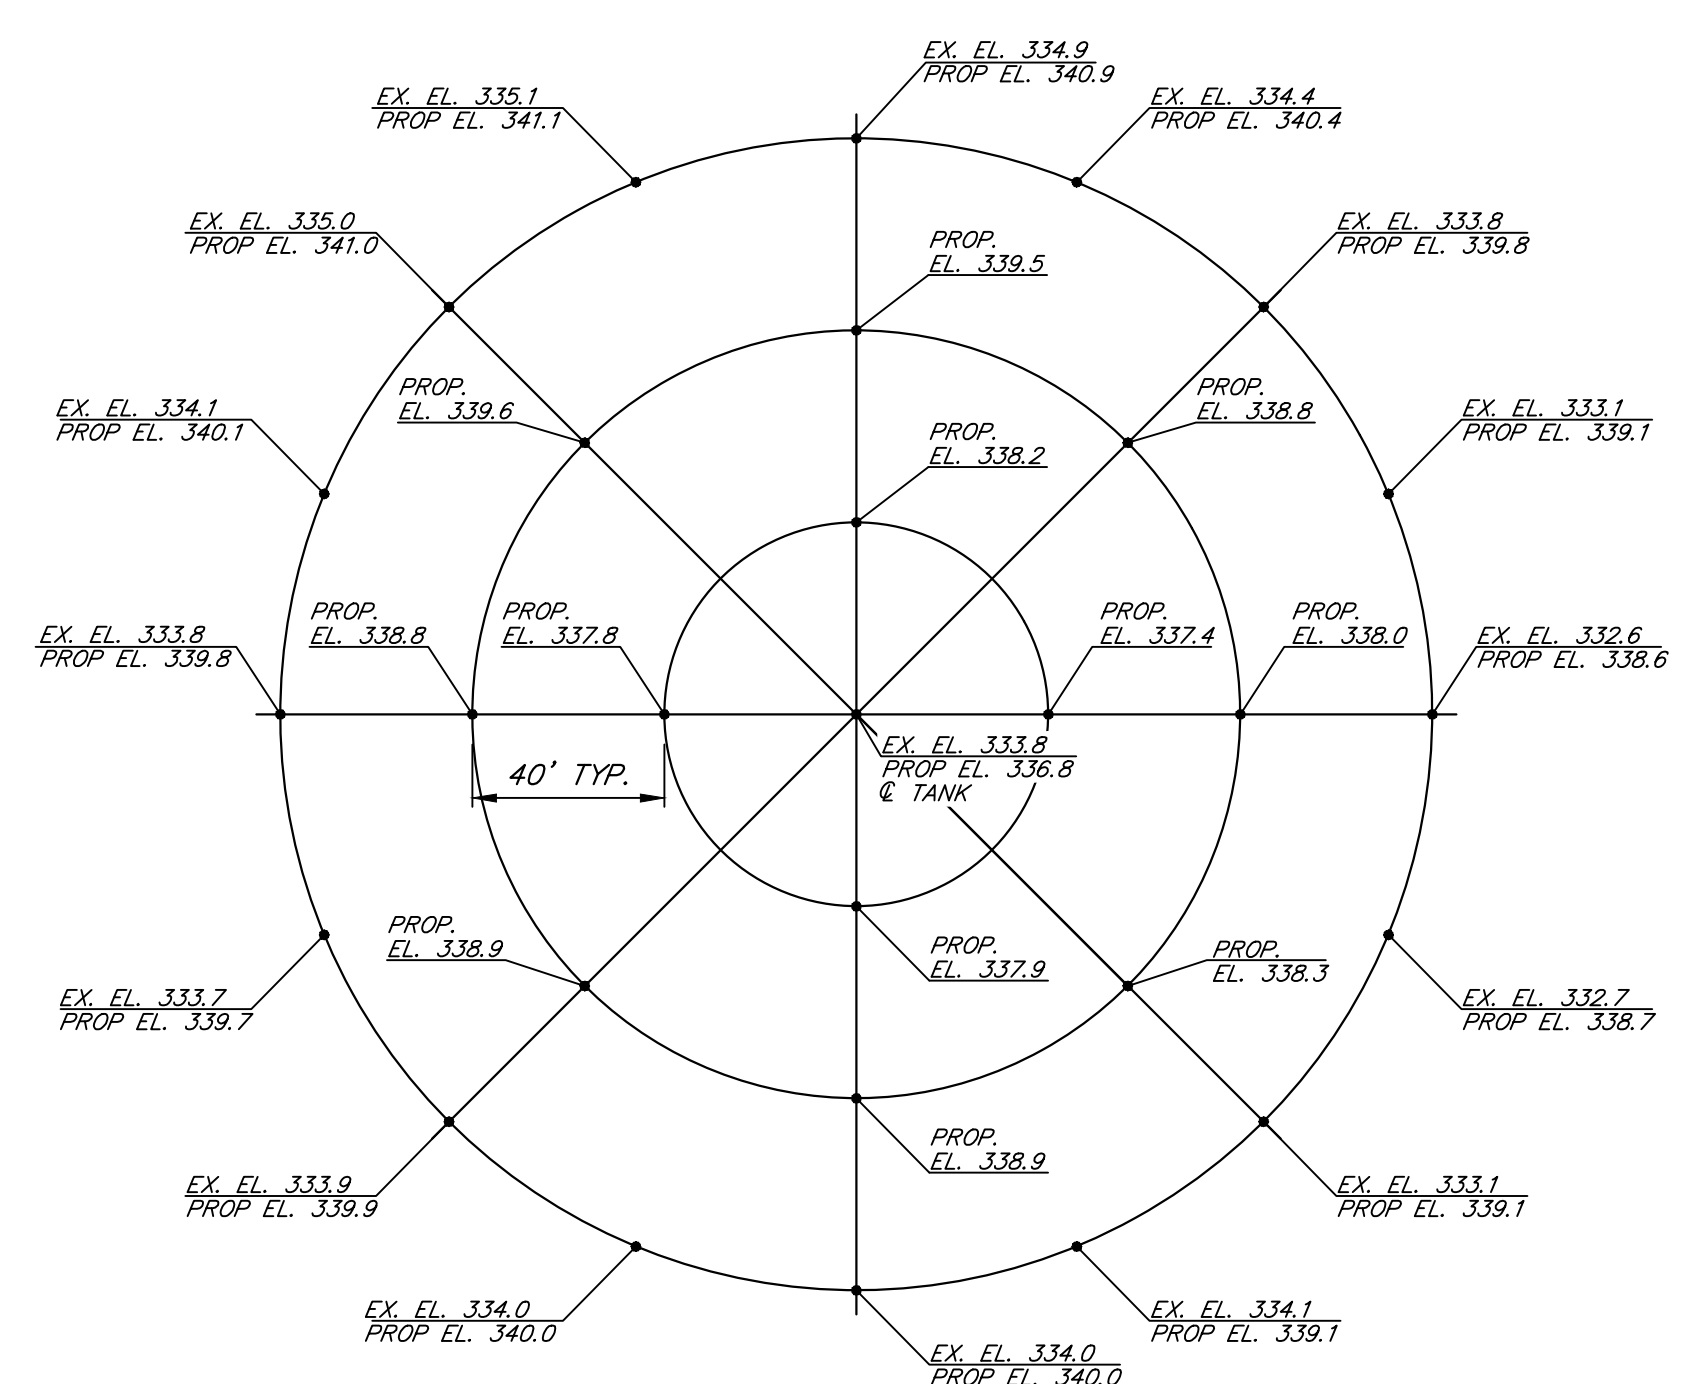 EX. EL. 334.9
PROP EL. 340.9
EX. EL. 335.1
PROP EL. 341.1
EX. EL. 334.4
PROP EL. 340.4
EX. EL. 335.0
PROP EL. 341.0
EX. EL. 333.8
PROP EL. 339.8
PROP.
EL. 339.5
PROP.
EL. 339.6
PROP.
EL. 338.8
EX. EL. 334.1
PROP EL. 340.1
EX. EL. 333.1
PROP EL. 339.1
PROP.
EL. 338.2
EX. EL. 333.8
PROP EL. 339.8
PROP.
EL. 338.8
PROP.
EL. 337.8
PROP.
EL. 337.4
PROP.
EL. 338.0
EX. EL. 332.6
PROP EL. 338.6
EX. EL. 333.8
PROP EL. 336.8
℄ TANK
40' TYP.
PROP.
EL. 338.9
PROP.
EL. 337.9
PROP.
EL. 338.3
EX. EL. 333.7
PROP EL. 339.7
EX. EL. 332.7
PROP EL. 338.7
PROP.
EL. 338.9
EX. EL. 333.9
PROP EL. 339.9
EX. EL. 333.1
PROP EL. 339.1
EX. EL. 334.0
PROP EL. 340.0
EX. EL. 334.1
PROP EL. 339.1
EX. EL. 334.0
PROP EL. 340.0